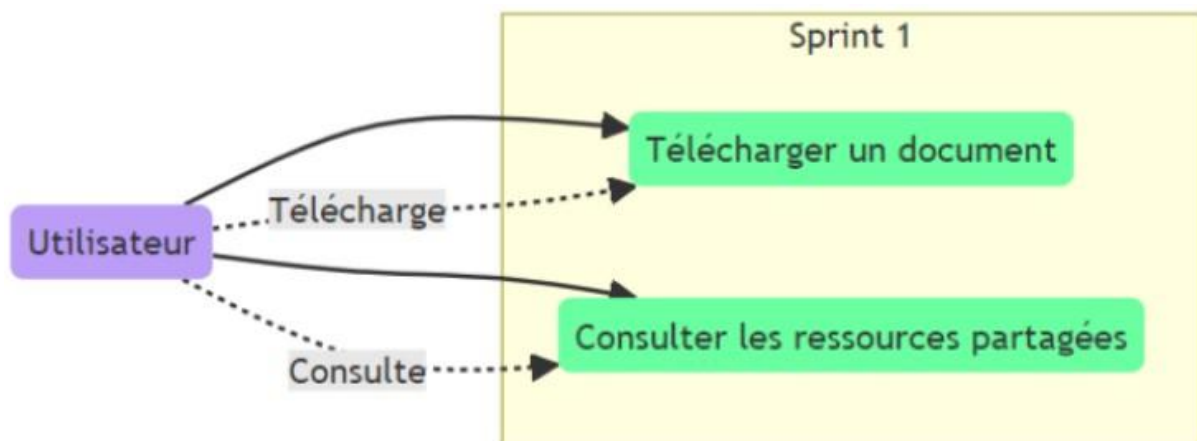 Sprint 1
Télécharger un document
Télécharge
Utilisateur
Consulter les ressources partagées
Consulte